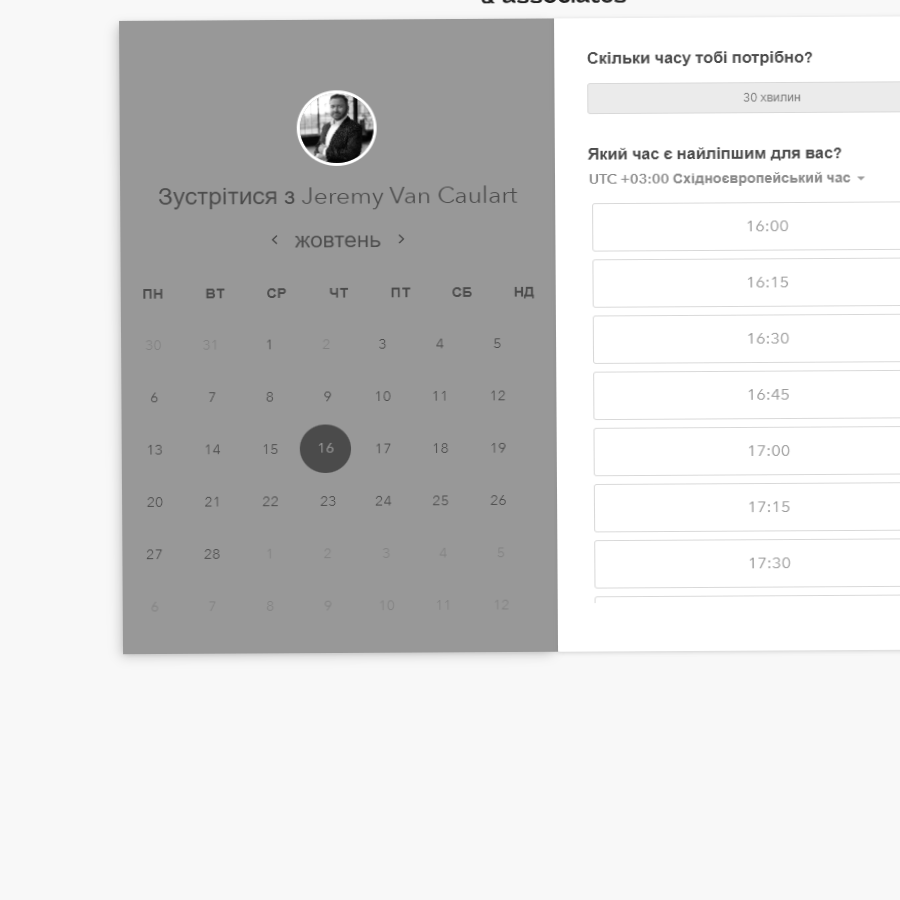 & associates
Зустрітися з Jeremy Van Caulart
жовтень
ПН ВТ СР ЧТ ПТ СБ НД
30 31 1 2 3 4 5
6 7 8 9 10 11 12
13 14 15 16 17 18 19
20 21 22 23 24 25 26
27 28 1 2 3 4 5
6 7 8 9 10 11 12
Скільки часу тобі потрібно?
30 хвилин
Який час є найліпшим для вас?
UTC +03:00 Східноєвропейський час
16:00
16:15
16:30
16:45
17:00
17:15
17:30